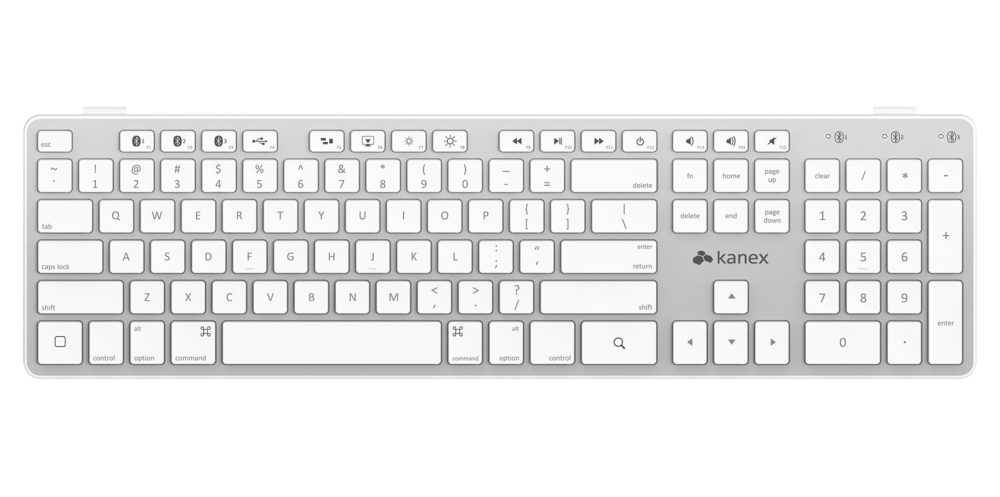 esc 1 F1 2 F2 3 F3 F4 F5 F6 F7 F8 F9 F10 F11 F12 F13 F14 F15 1 2 3
~ ! @ # $ % ^ & * ( ) _ +
` 1 2 3 4 5 6 7 8 9 0 - = delete fn home page up clear / * -
tab Q W E R T Y U I O P { [ } ] | \ delete end page down 1 2 3 +
caps lock A S D F G H J K L : ; “ ‘ enter return kanex 4 5 6
shift Z X C V B N M < , > . ? / shift 7 8 9 enter
control alt option ⌘ command ⌘ command alt option control 0 .